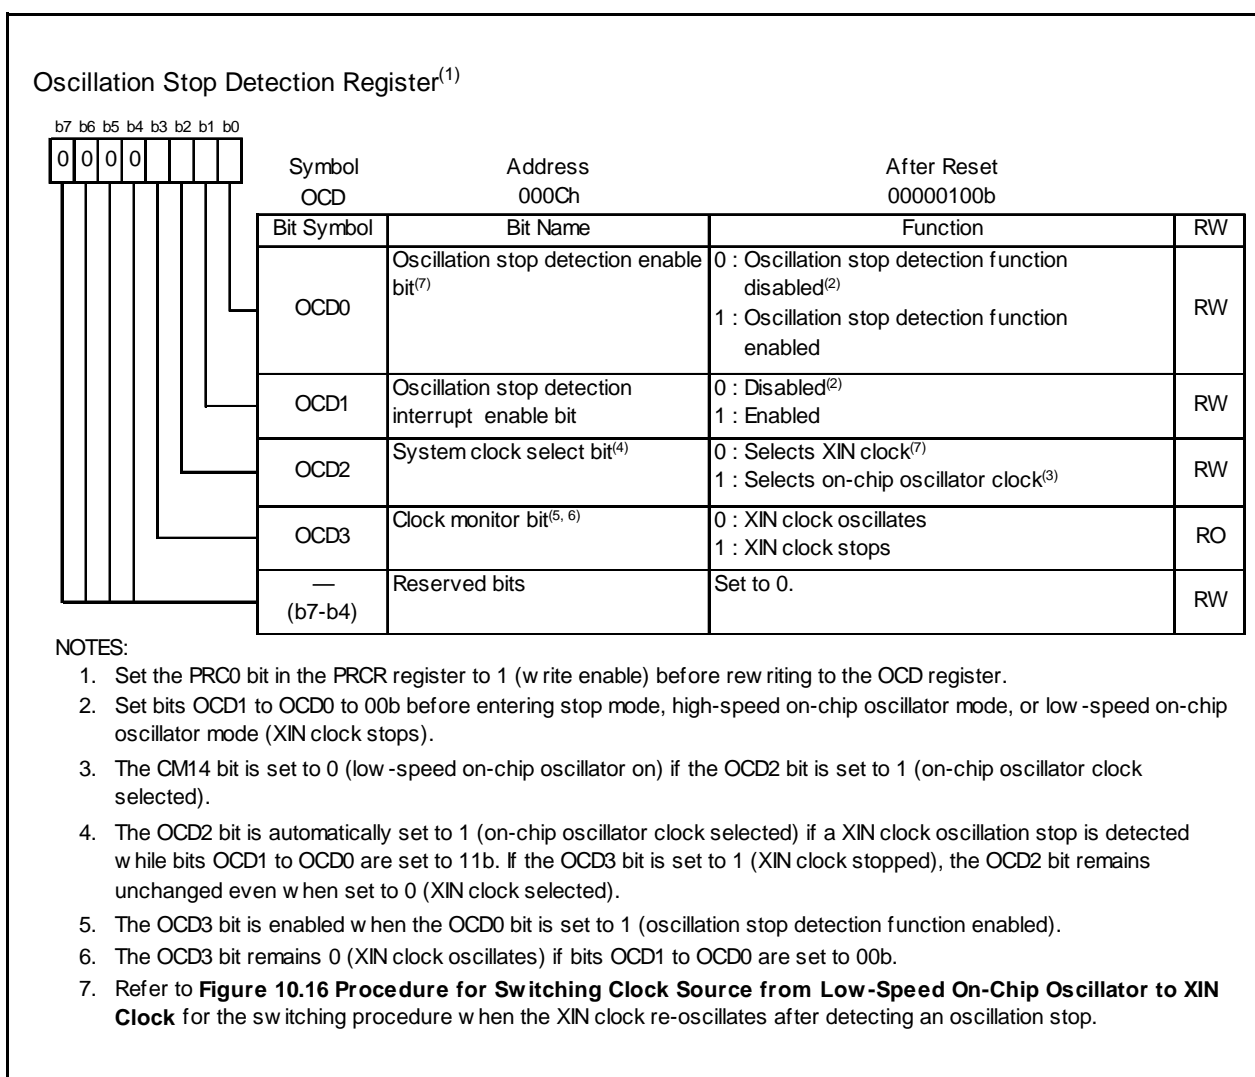 Oscillation Stop Detection Register(1)
b7 b6 b5 b4 b3 b2 b1 b0
0 0 0 0
Symbol Address After Reset
OCD 000Ch 00000100b
Bit Symbol Bit Name Function RW
OCD0 Oscillation stop detection enable bit(7) 0 : Oscillation stop detection function disabled(2) 1 : Oscillation stop detection function enabled RW
OCD1 Oscillation stop detection interrupt enable bit 0 : Disabled(2) 1 : Enabled RW
OCD2 System clock select bit(4) 0 : Selects XIN clock(7) 1 : Selects on-chip oscillator clock(3) RW
OCD3 Clock monitor bit(5, 6) 0 : XIN clock oscillates 1 : XIN clock stops RO
— (b7-b4) Reserved bits Set to 0. RW
NOTES:
1. Set the PRC0 bit in the PRCR register to 1 (write enable) before rewriting to the OCD register.
2. Set bits OCD1 to OCD0 to 00b before entering stop mode, high-speed on-chip oscillator mode, or low-speed on-chip
oscillator mode (XIN clock stops).
3. The CM14 bit is set to 0 (low-speed on-chip oscillator on) if the OCD2 bit is set to 1 (on-chip oscillator clock
selected).
4. The OCD2 bit is automatically set to 1 (on-chip oscillator clock selected) if a XIN clock oscillation stop is detected
while bits OCD1 to OCD0 are set to 11b. If the OCD3 bit is set to 1 (XIN clock stopped), the OCD2 bit remains
unchanged even when set to 0 (XIN clock selected).
5. The OCD3 bit is enabled when the OCD0 bit is set to 1 (oscillation stop detection function enabled).
6. The OCD3 bit remains 0 (XIN clock oscillates) if bits OCD1 to OCD0 are set to 00b.
7. Refer to Figure 10.16 Procedure for Switching Clock Source from Low-Speed On-Chip Oscillator to XIN
Clock for the switching procedure when the XIN clock re-oscillates after detecting an oscillation stop.